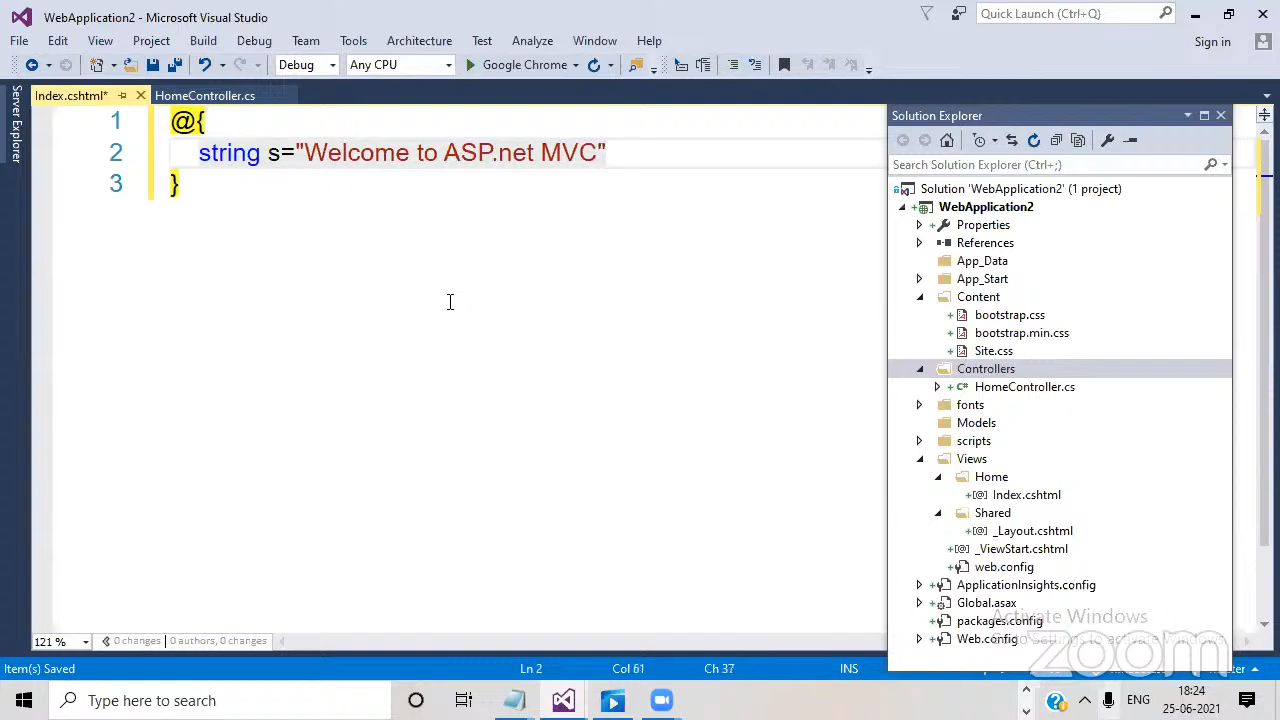 WebApplication2 - Microsoft Visual Studio
Quick Launch (Ctrl+Q)
File Edit View Project Build Debug Team Tools Architecture Test Analyze Window Help
Sign in
Debug Any CPU Google Chrome
Index.cshtml* HomeController.cs
Server Explorer
1 @{
2 string s="Welcome to ASP.net MVC"
3 }
Solution Explorer
Search Solution Explorer (Ctrl+;)
Solution 'WebApplication2' (1 project)
WebApplication2
Properties
References
App_Data
App_Start
Content
bootstrap.css
bootstrap.min.css
Site.css
Controllers
HomeController.cs
fonts
Models
scripts
Views
Home
Index.cshtml
Shared
_Layout.cshtml
_ViewStart.cshtml
web.config
ApplicationInsights.config
Global.asax
packages.config
Web.config
Activate Windows
Go to Settings to activate Windows.
zoom
121 % 0 changes 0 authors, 0 changes
Item(s) Saved Ln 2 Col 61 Ch 37 INS
Type here to search
ENG
18:24
25-06-2021